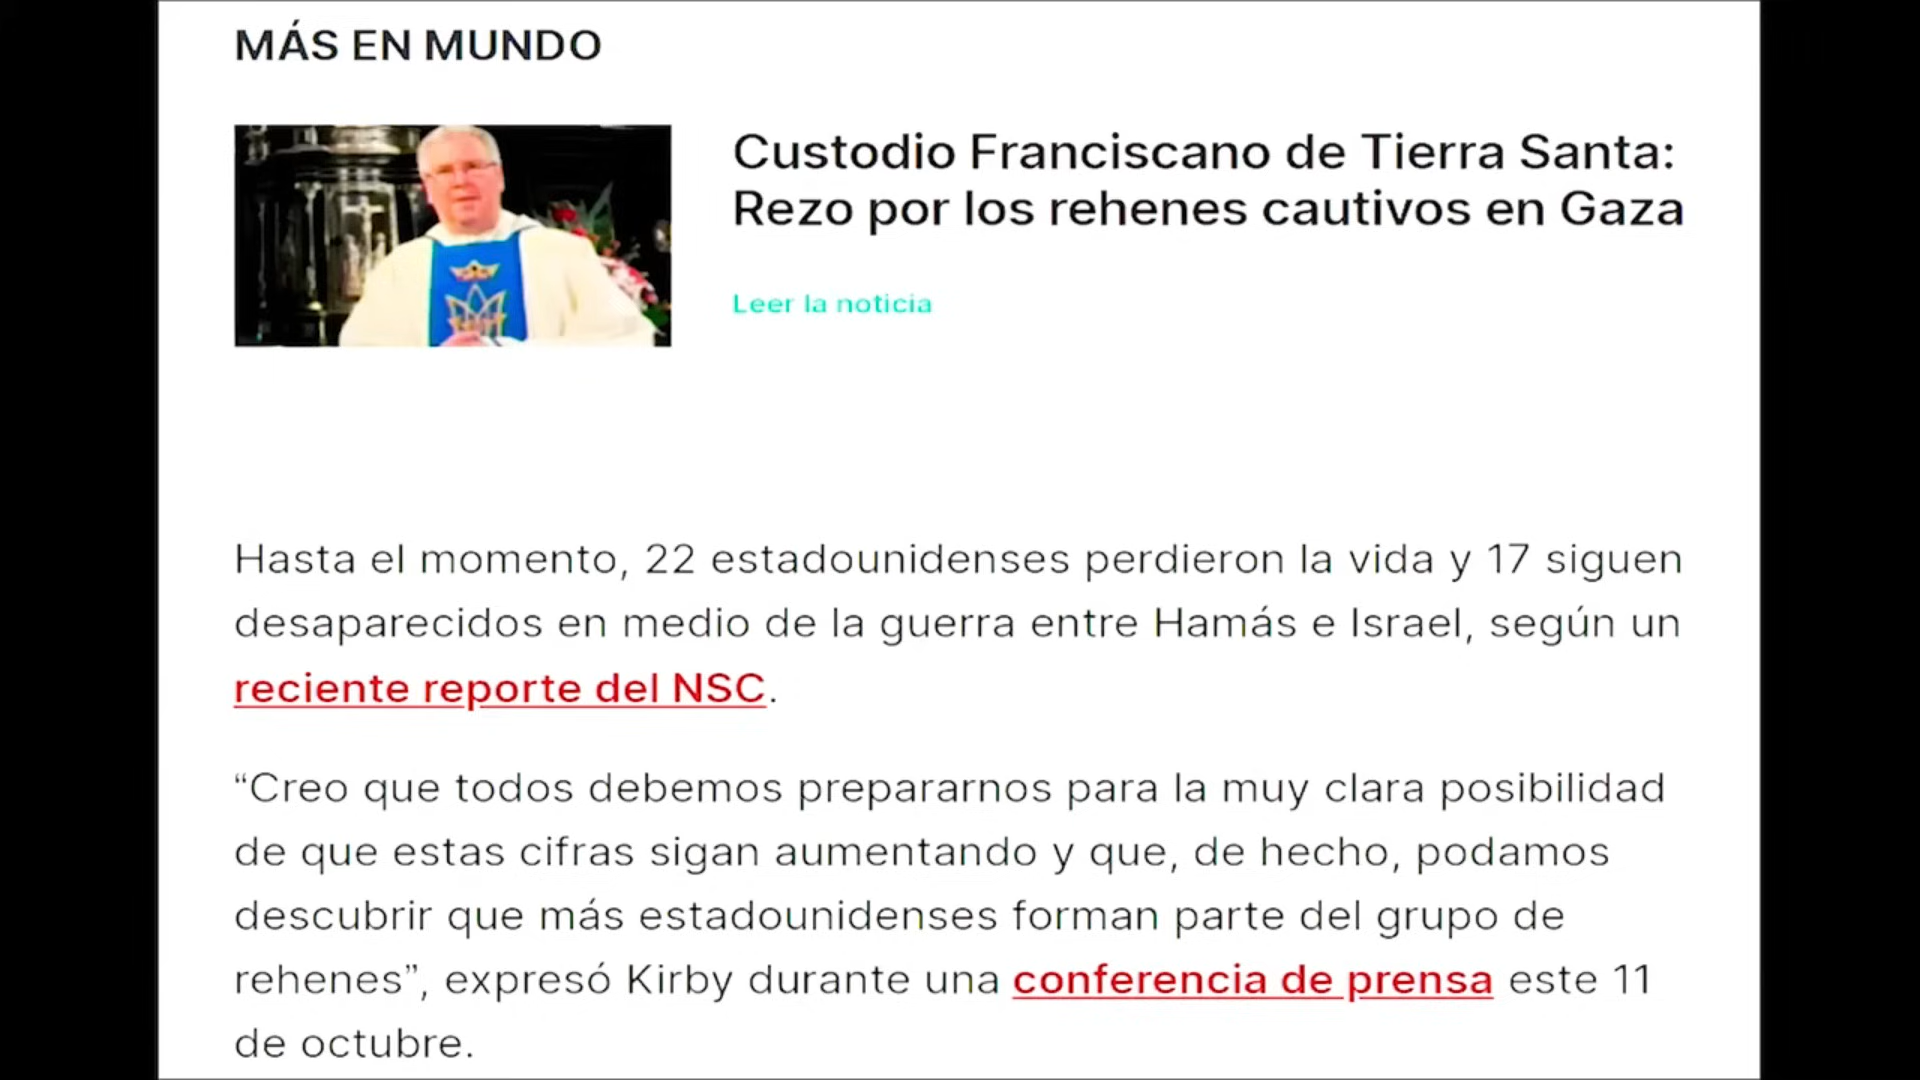 MÁS EN MUNDO
Custodio Franciscano de Tierra Santa:
Rezo por los rehenes cautivos en Gaza
Leer la noticia
Hasta el momento, 22 estadounidenses perdieron la vida y 17 siguen
desaparecidos en medio de la guerra entre Hamás e Israel, según un
reciente reporte del NSC.
“Creo que todos debemos prepararnos para la muy clara posibilidad
de que estas cifras sigan aumentando y que, de hecho, podamos
descubrir que más estadounidenses forman parte del grupo de
rehenes”, expresó Kirby durante una conferencia de prensa este 11
de octubre.